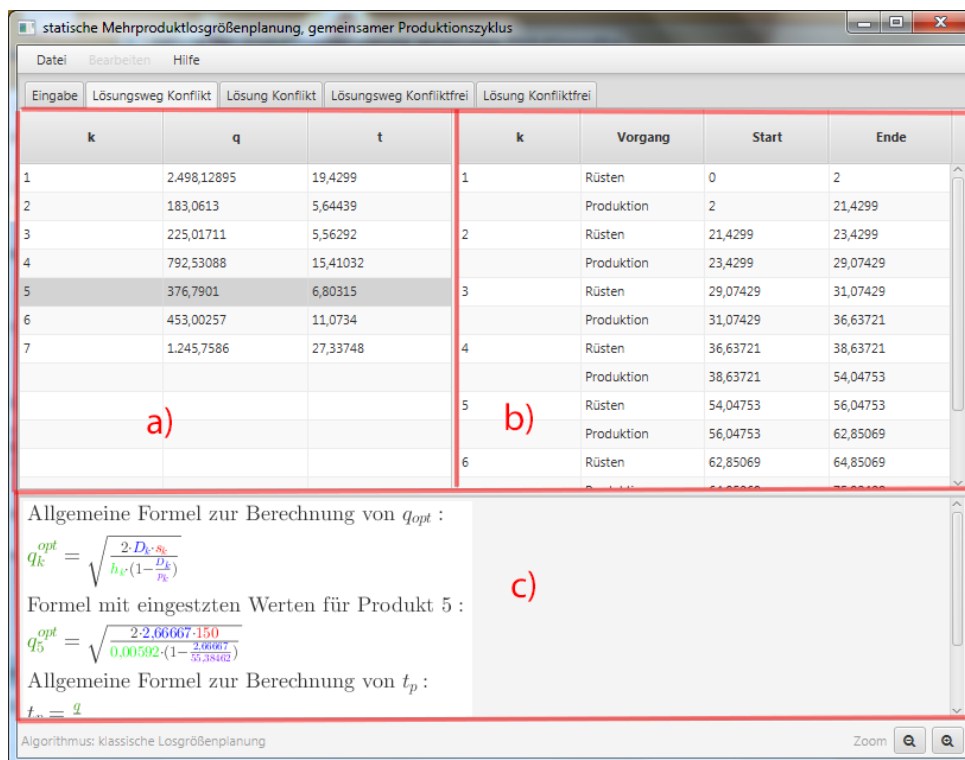 statische Mehrproduktlosgrößenplanung, gemeinsamer Produktionszyklus
Datei Bearbeiten Hilfe
Eingabe Lösungsweg Konflikt Lösung Konflikt Lösungsweg Konfliktfrei Lösung Konfliktfrei
k q t k Vorgang Start Ende
1 2.498,12895 19,4299 1 Rüsten 0 2
2 183,0613 5,64439 Produktion 2 21,4299
3 225,01711 5,56292 2 Rüsten 21,4299 23,4299
4 792,53088 15,41032 Produktion 23,4299 29,07429
5 376,7901 6,80315 3 Rüsten 29,07429 31,07429
6 453,00257 11,0734 Produktion 31,07429 36,63721
7 1.245,7586 27,33748 4 Rüsten 36,63721 38,63721
Produktion 38,63721 54,04753
5 Rüsten 54,04753 56,04753
Produktion 56,04753 62,85069
6 Rüsten 62,85069 64,85069
a)
b)
Allgemeine Formel zur Berechnung von q_opt :
q_k^opt = √(2·D_k·s_k / h_k·(1−D_k/p_k))
c)
Formel mit eingestzten Werten für Produkt 5 :
q_5^opt = √(2·2,66667·150 / 0,00592·(1−2,66667/55,38462))
Allgemeine Formel zur Berechnung von t_p :
t_p = q
Algorithmus: klassische Losgrößenplanung Zoom